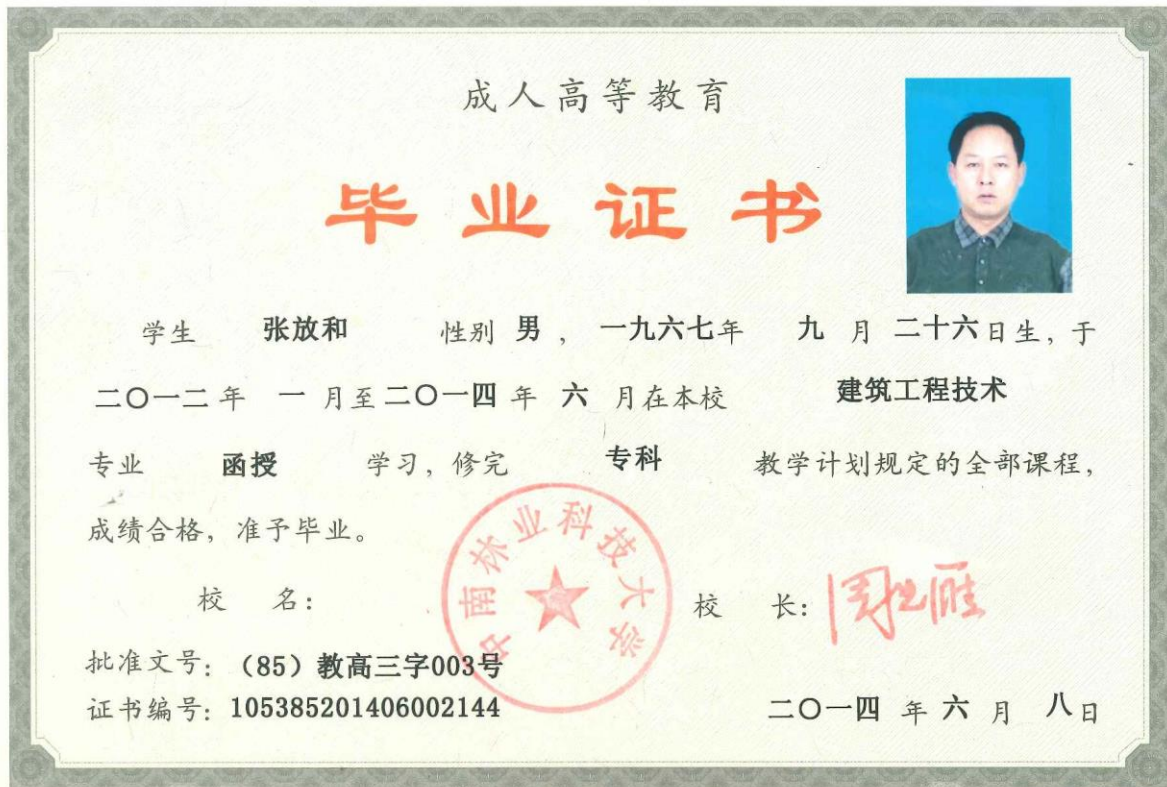 成人高等教育
毕业证书
学生 张放和 性别 男，一九六七年 九 月 二十六日生，于
二〇一二 年 一 月至 二〇一四 年 六 月在本校 建筑工程技术
专业 函授 学习，修完 专科 教学计划规定的全部课程，
成绩合格，准予毕业。
中南林业科技大学
校 名： 校 长：
批准文号：（85）教高三字003号
证书编号：105385201406002144 二〇一四 年 六 月 八日